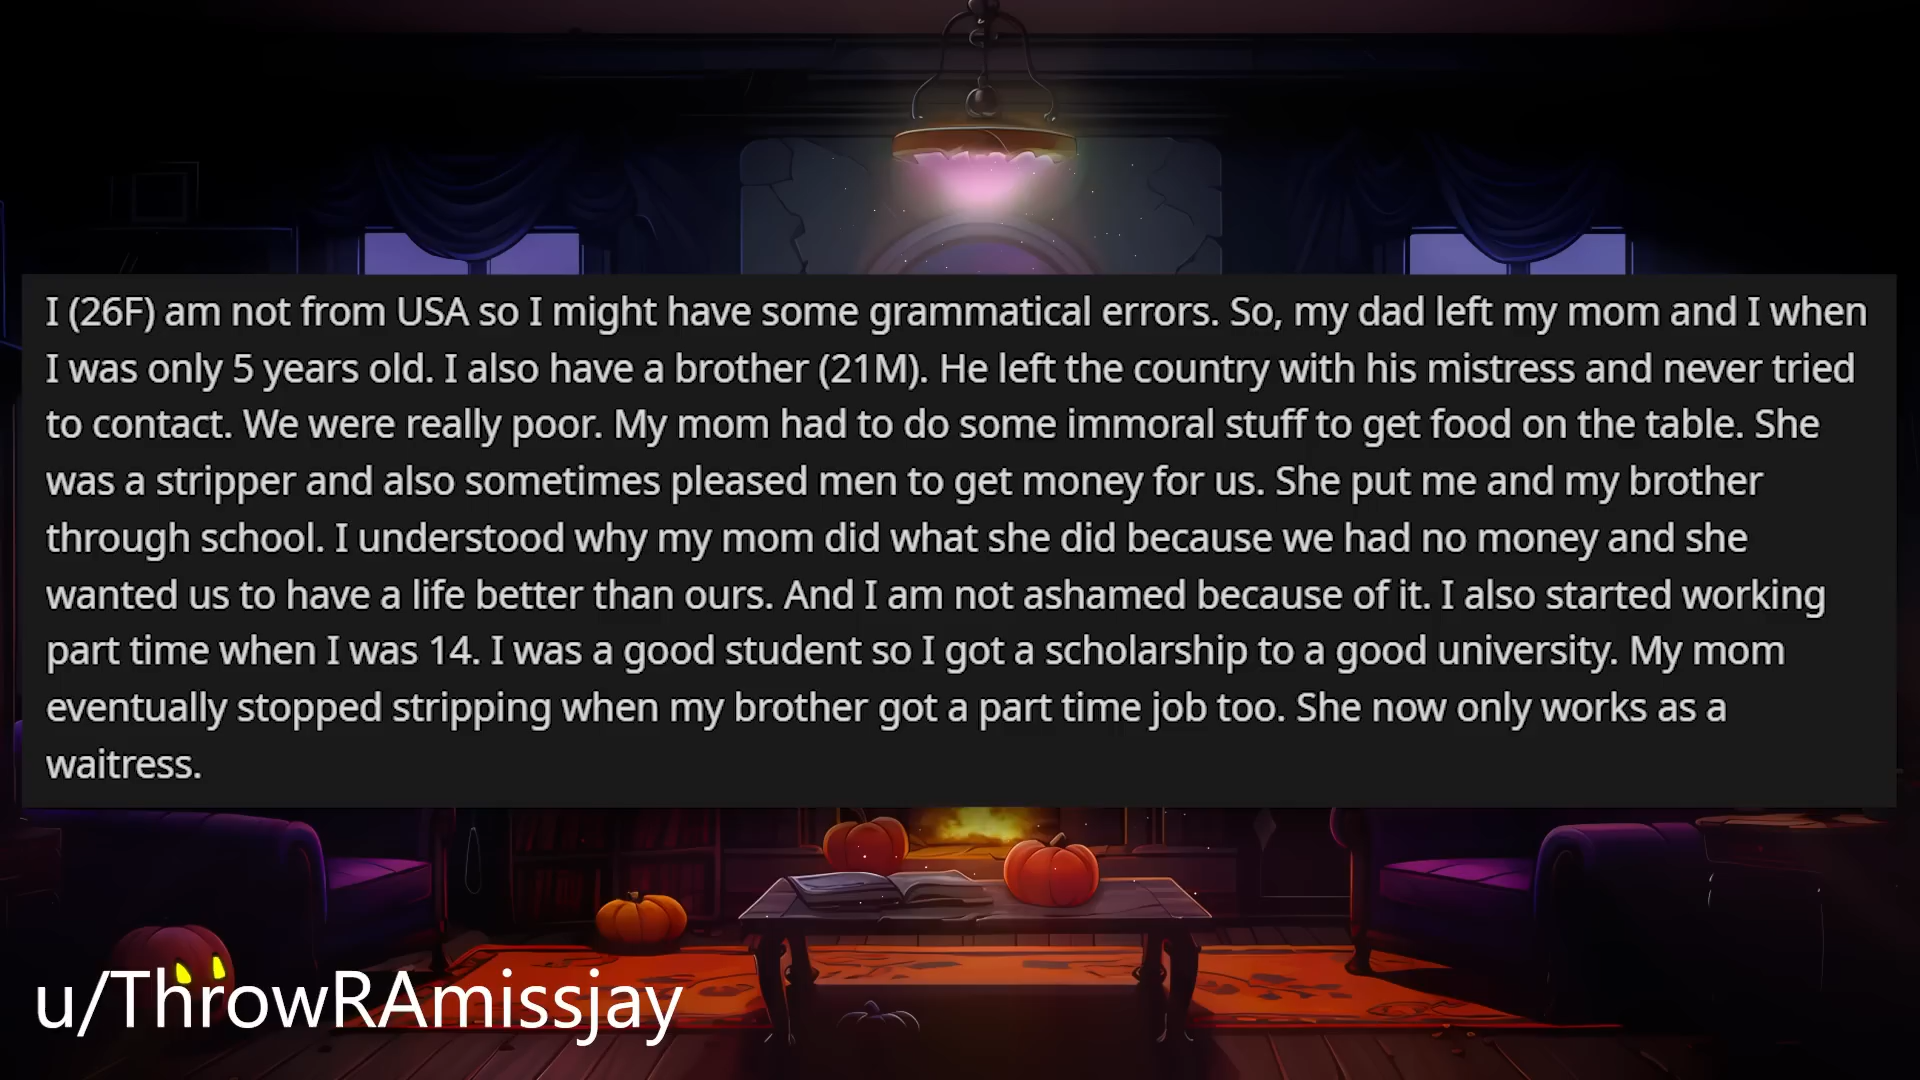 I (26F) am not from USA so I might have some grammatical errors. So, my dad left my mom and I when
I was only 5 years old. I also have a brother (21M). He left the country with his mistress and never tried
to contact. We were really poor. My mom had to do some immoral stuff to get food on the table. She
was a stripper and also sometimes pleased men to get money for us. She put me and my brother
through school. I understood why my mom did what she did because we had no money and she
wanted us to have a life better than ours. And I am not ashamed because of it. I also started working
part time when I was 14. I was a good student so I got a scholarship to a good university. My mom
eventually stopped stripping when my brother got a part time job too. She now only works as a
waitress.
u/ThrowRAmissjay